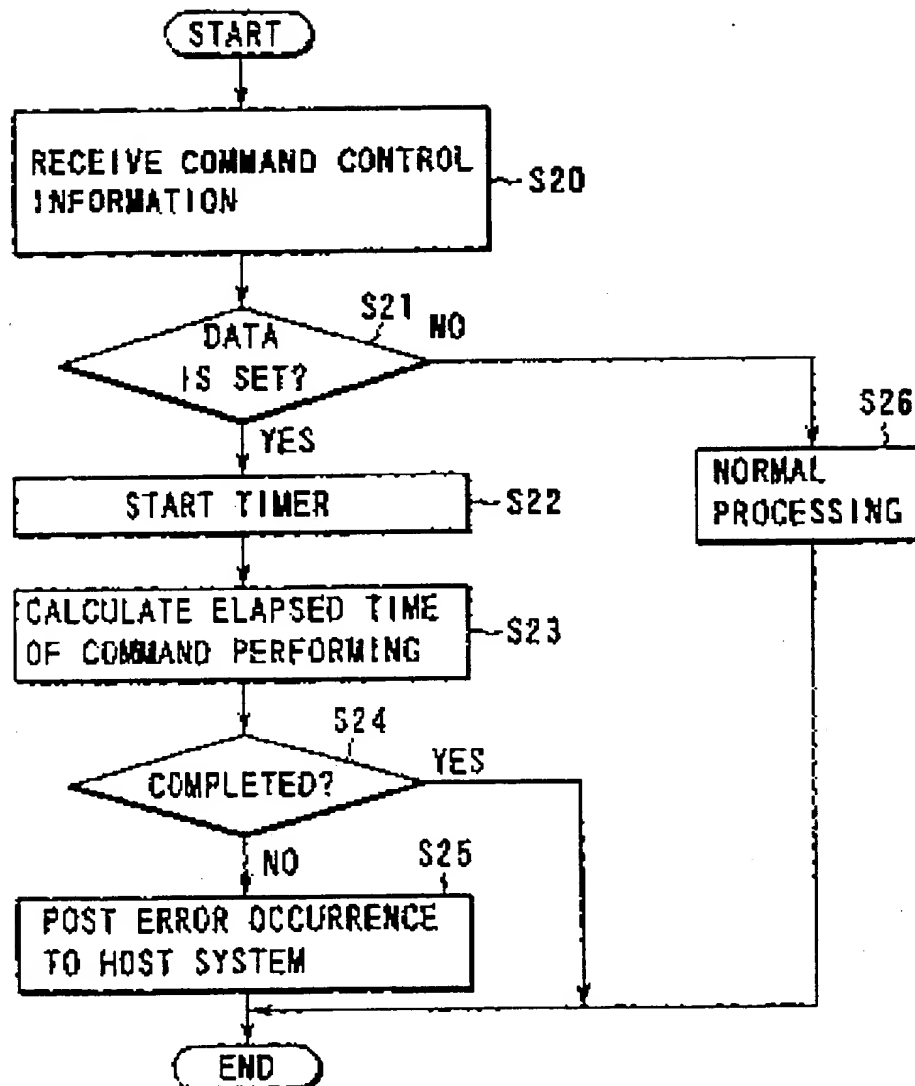 START
RECEIVE COMMAND CONTROL
INFORMATION
S20
S21
DATA
IS SET?
NO
YES
S26
NORMAL
PROCESSING
START TIMER
S22
CALCULATE ELAPSED TIME
OF COMMAND PERFORMING
S23
S24
COMPLETED?
YES
NO
S25
POST ERROR OCCURRENCE
TO HOST SYSTEM
END